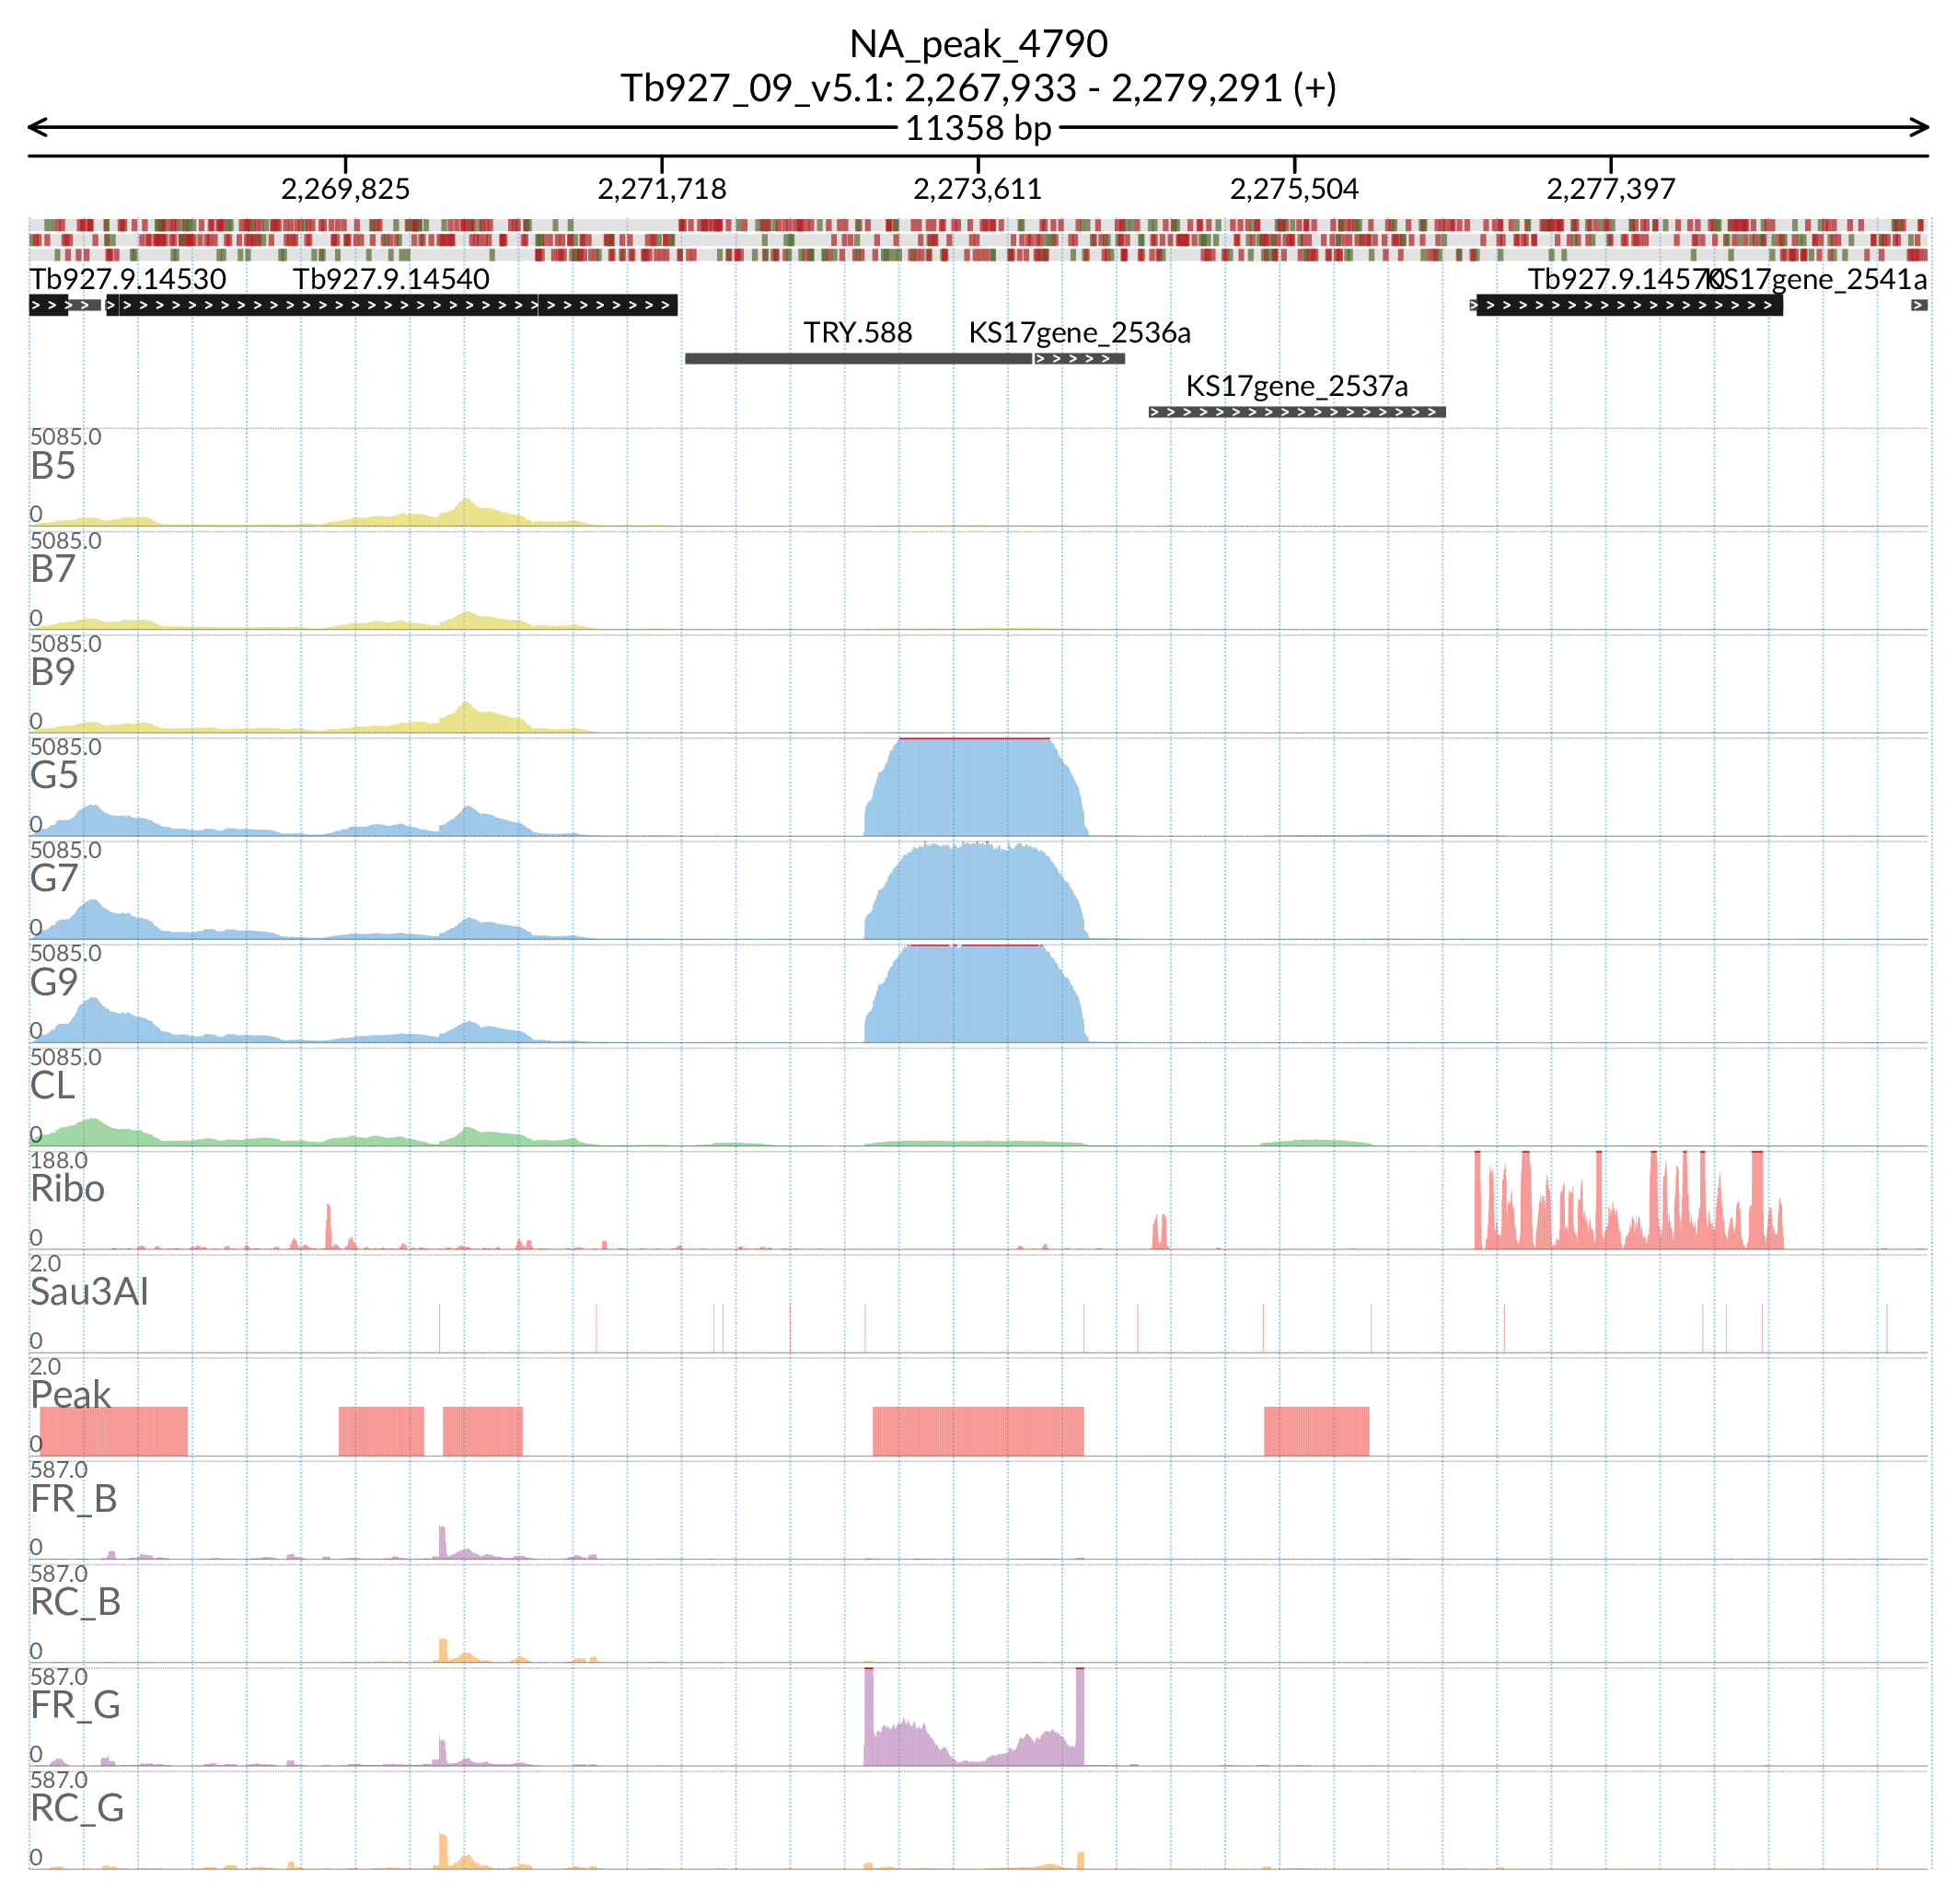 NA_peak_4790
Tb927_09_v5.1: 2,267,933 - 2,279,291 (+)
11358 bp
2,269,825 2,271,718 2,273,611 2,275,504 2,277,397
Tb927.9.14530 Tb927.9.14540 Tb927.9.14570 KS17gene_2541a
TRY.588 KS17gene_2536a
KS17gene_2537a
5085.0
B5
0
5085.0
B7
0
5085.0
B9
0
5085.0
G5
0
5085.0
G7
0
5085.0
G9
0
5085.0
CL
0
188.0
Ribo
0
2.0
Sau3AI
0
2.0
Peak
0
587.0
FR_B
0
587.0
RC_B
0
587.0
FR_G
0
587.0
RC_G
0